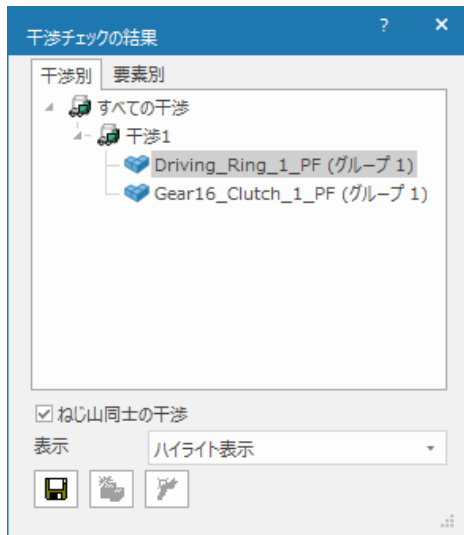 干渉チェックの結果
干渉別 要素別
すべての干渉
干渉1
Driving_Ring_1_PF (グループ 1)
Gear16_Clutch_1_PF (グループ 1)
ねじ山同士の干渉
表示 ハイライト表示